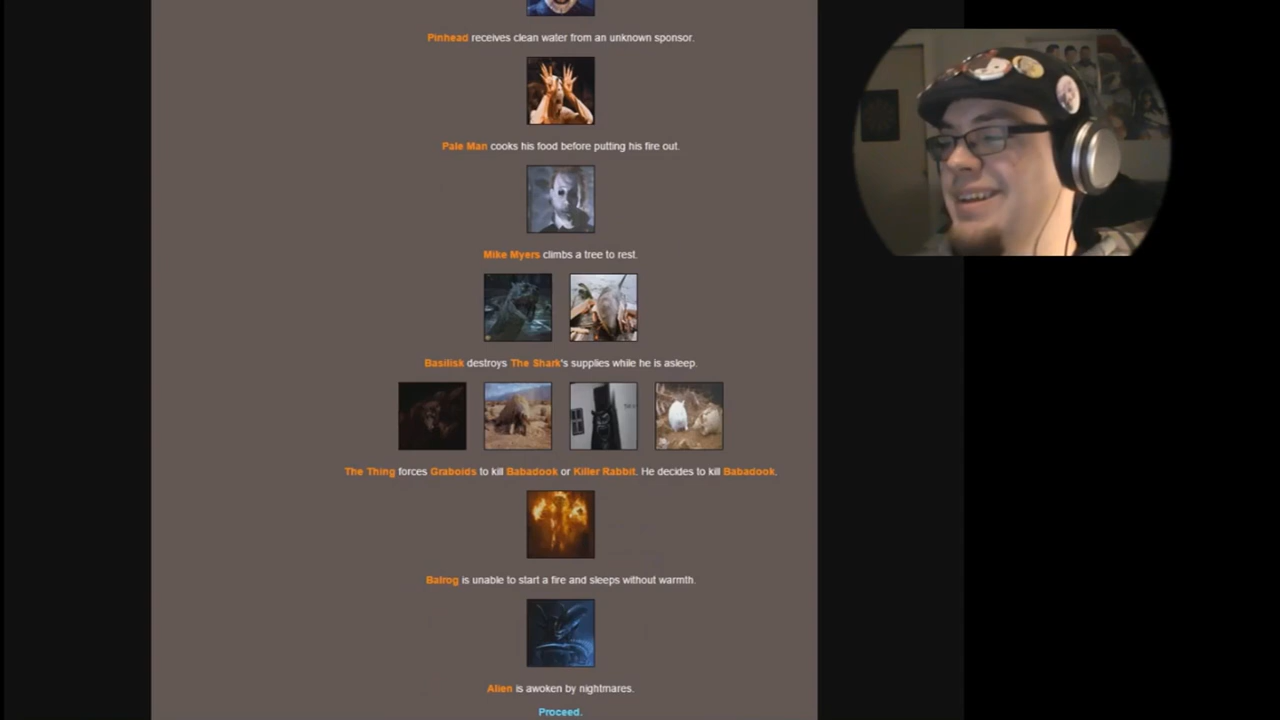 Pinhead receives clean water from an unknown sponsor.
Pale Man cooks his food before putting his fire out.
Mike Myers climbs a tree to rest.
Basilisk destroys The Shark's supplies while he is asleep.
The Thing forces Graboids to kill Babadook or Killer Rabbit. He decides to kill Babadook.
Balrog is unable to start a fire and sleeps without warmth.
Alien is awoken by nightmares.
Proceed.